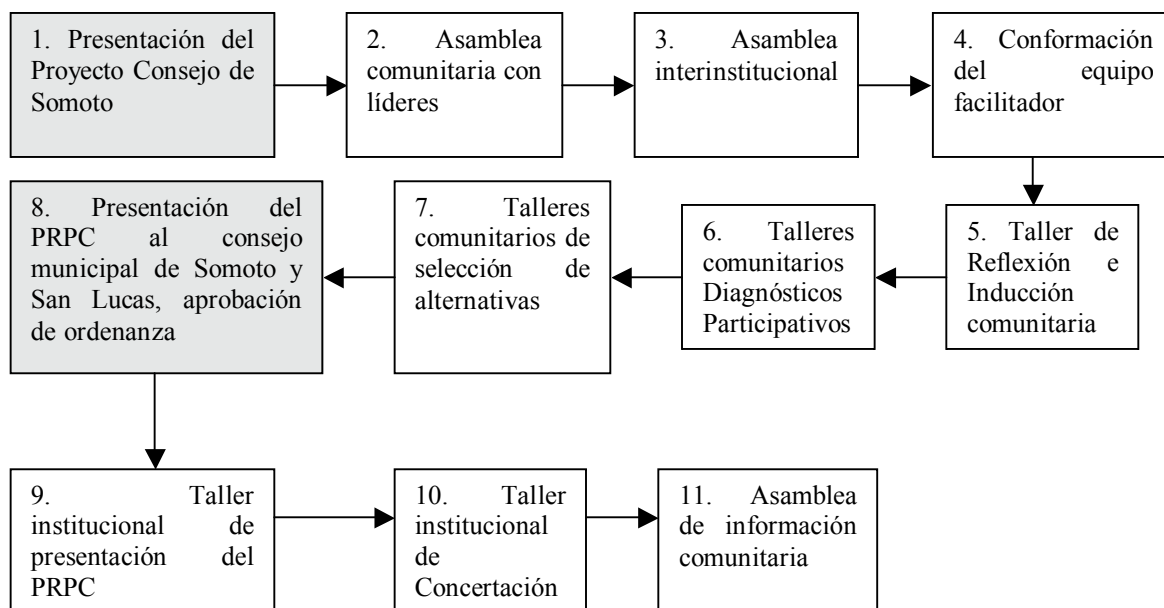 1. Presentación del
Proyecto Consejo de
Somoto
2. Asamblea
comunitaria con
líderes
3. Asamblea
interinstitucional
4. Conformación
del equipo
facilitador
5. Taller de
Reflexión e
Inducción
comunitaria
6. Talleres
comunitarios
Diagnósticos
Participativos
7. Talleres
comunitarios de
selección de
alternativas
8. Presentación del
PRPC al consejo
municipal de Somoto y
San Lucas, aprobación
de ordenanza
9. Taller
institucional de
presentación del
PRPC
10. Taller
institucional
de
Concertación
11. Asamblea
de información
comunitaria